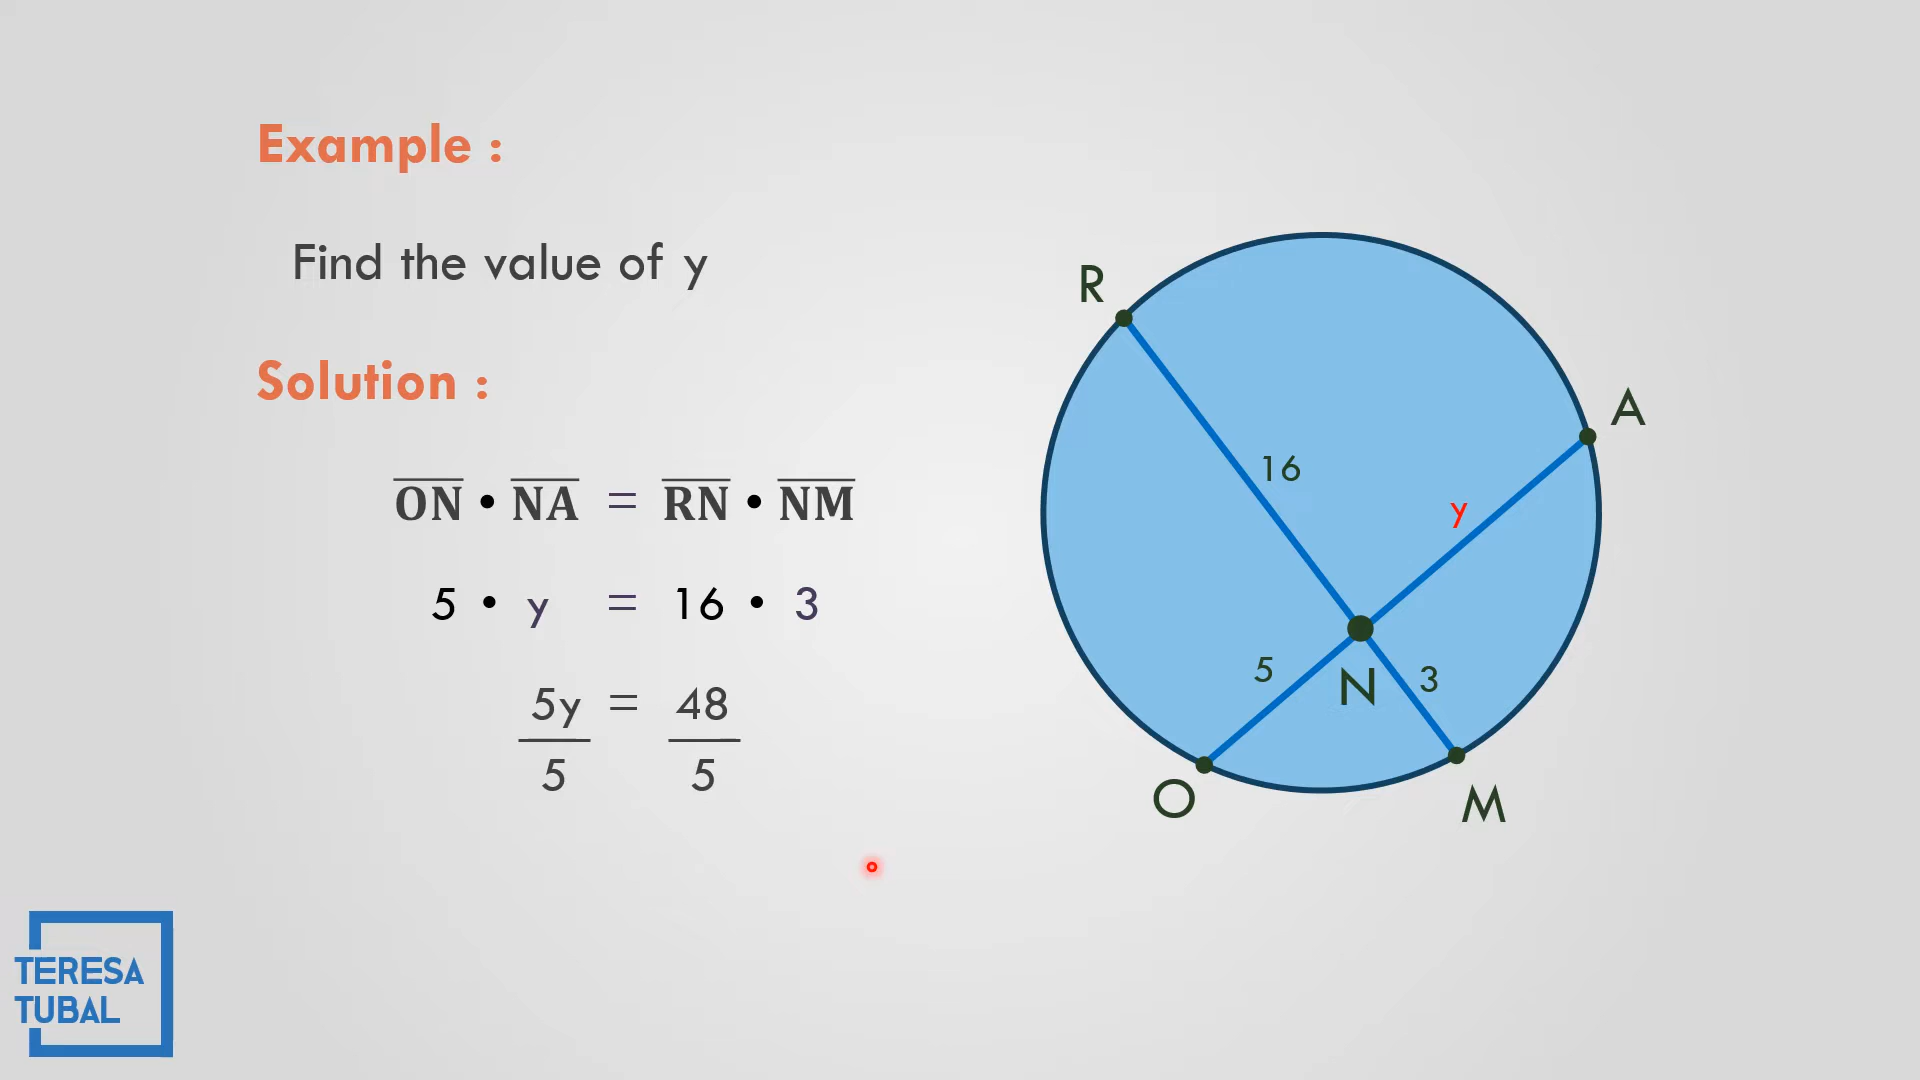 Example :
Find the value of y
Solution :
ON • NA = RN • NM
5 • y = 16 • 3
5y = 48
5 5
R
A
16
y
5
N
3
O
M
TERESA
TUBAL